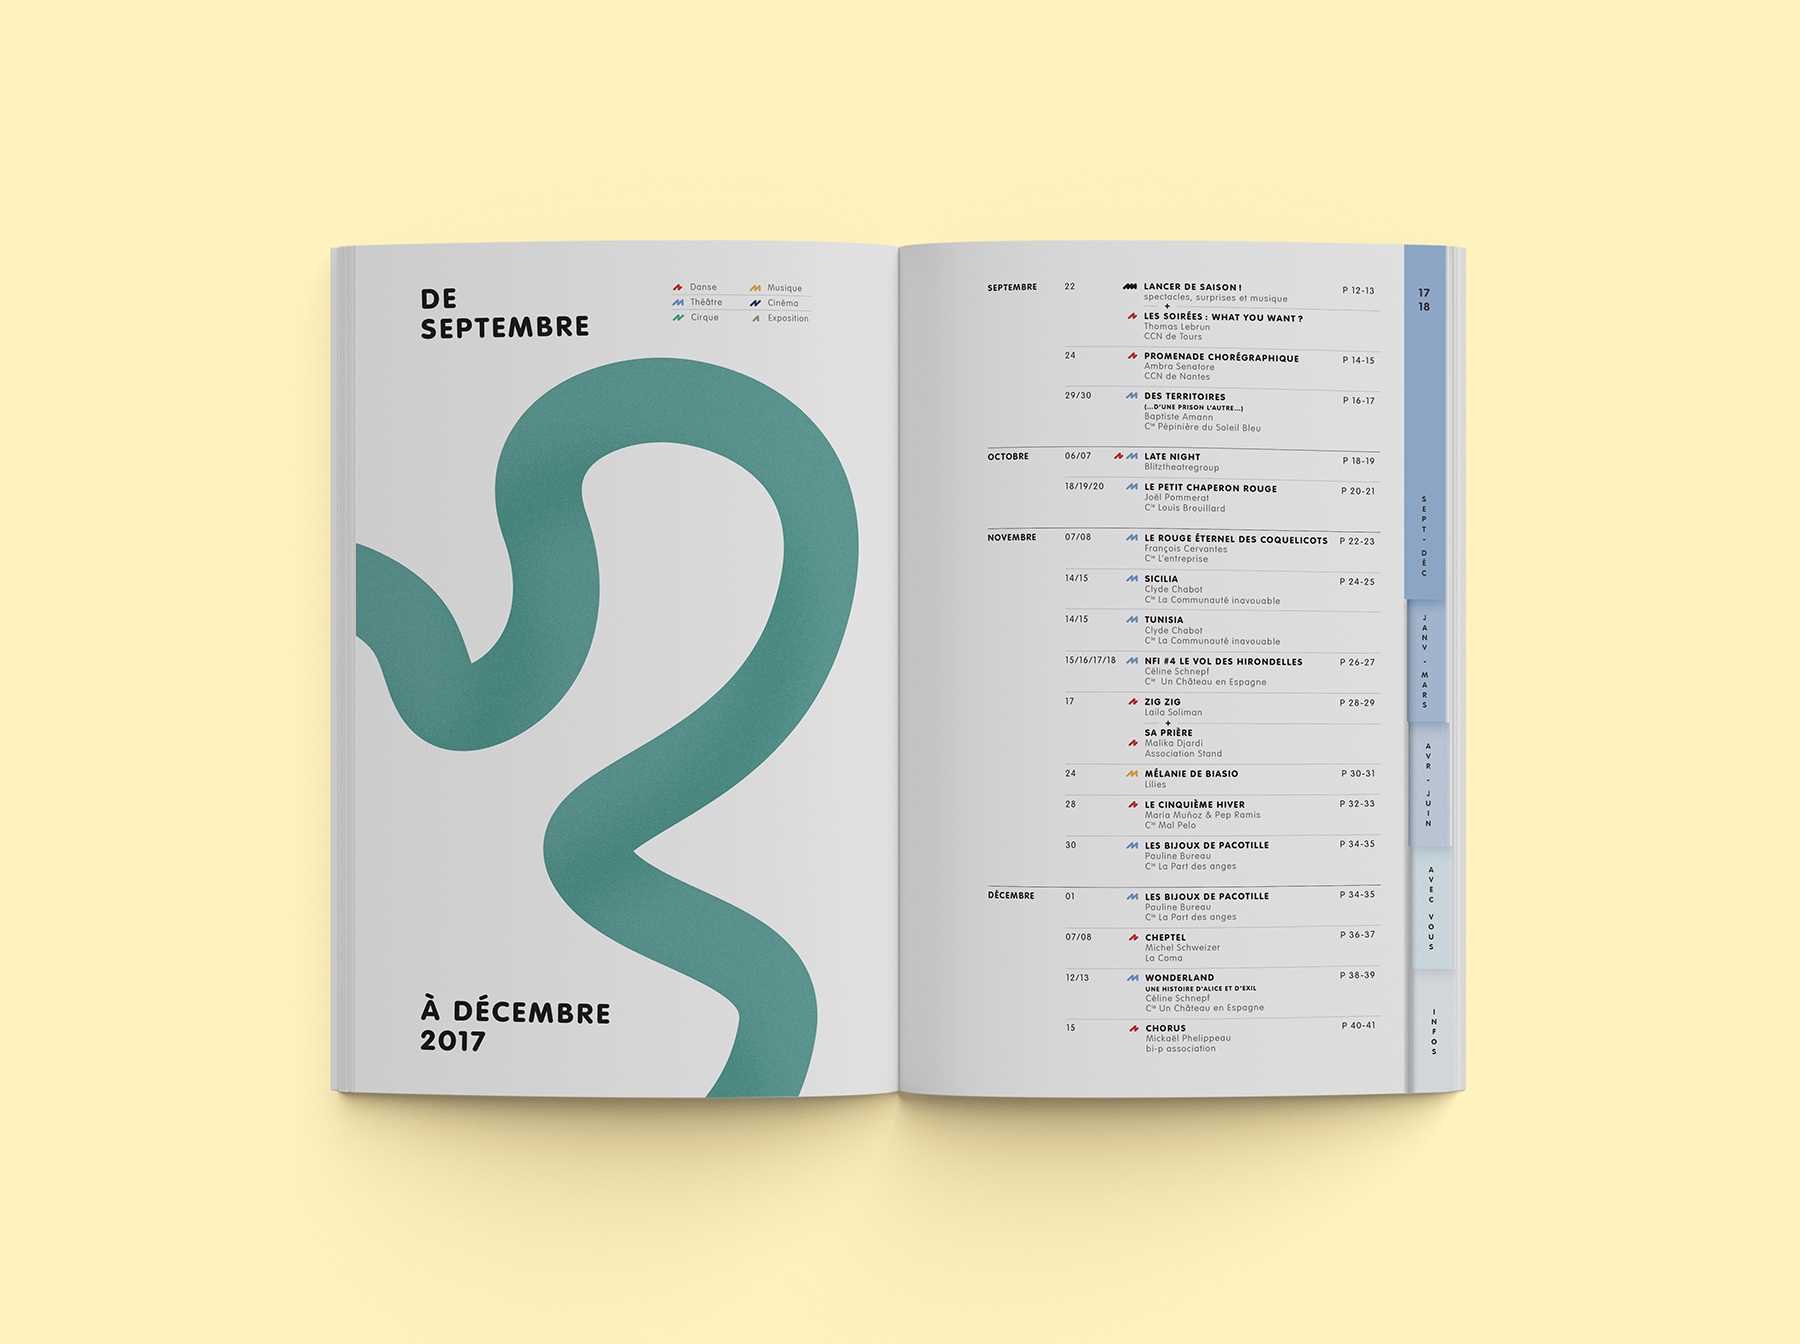 DE
SEPTEMBRE
Danse
Musique
Théâtre
Cinéma
Cirque
Exposition
À DÉCEMBRE
2017
SEPTEMBRE 22 LANCER DE SAISON ! P 12-13
spectacles, surprises et musique
+
LES SOIRÉES : WHAT YOU WANT ?
Thomas Lebrun
CCN de Tours
24 PROMENADE CHORÉGRAPHIQUE P 14-15
Ambra Senatore
CCN de Nantes
29/30 DES TERRITOIRES P 16-17
(...D'UNE PRISON L'AUTRE...)
Baptiste Amann
Cie Pépinière du Soleil Bleu
OCTOBRE 06/07 LATE NIGHT P 18-19
Blitztheatregroup
18/19/20 LE PETIT CHAPERON ROUGE P 20-21
Joël Pommerat
Cie Louis Brouillard
NOVEMBRE 07/08 LE ROUGE ÉTERNEL DES COQUELICOTS P 22-23
François Cervantes
Cie L'entreprise
14/15 SICILIA P 24-25
Clyde Chabot
Cie La Communauté inavouable
14/15 TUNISIA
Clyde Chabot
Cie La Communauté inavouable
15/16/17/18 NFI #4 LE VOL DES HIRONDELLES P 26-27
Céline Schnepf
Cie Un Château en Espagne
17 ZIG ZIG P 28-29
Laila Soliman
+
SA PRIÈRE
Malika Djardi
Association Stand
24 MÉLANIE DE BIASIO P 30-31
Lilies
28 LE CINQUIÈME HIVER P 32-33
Maria Muñoz & Pep Ramis
Cie Mal Pelo
30 LES BIJOUX DE PACOTILLE P 34-35
Pauline Bureau
Cie La Part des anges
DÉCEMBRE 01 LES BIJOUX DE PACOTILLE P 34-35
Pauline Bureau
Cie La Part des anges
07/08 CHEPTEL P 36-37
Michel Schweizer
La Coma
12/13 WONDERLAND P 38-39
UNE HISTOIRE D'ALICE ET D'EXIL
Céline Schnepf
Cie Un Château en Espagne
15 CHORUS P 40-41
Mickaël Phelippeau
bi-p association
17
18
SEPT-DÉC
JANV-MARS
AVR-JUIN
AVEC VOUS
INFOS